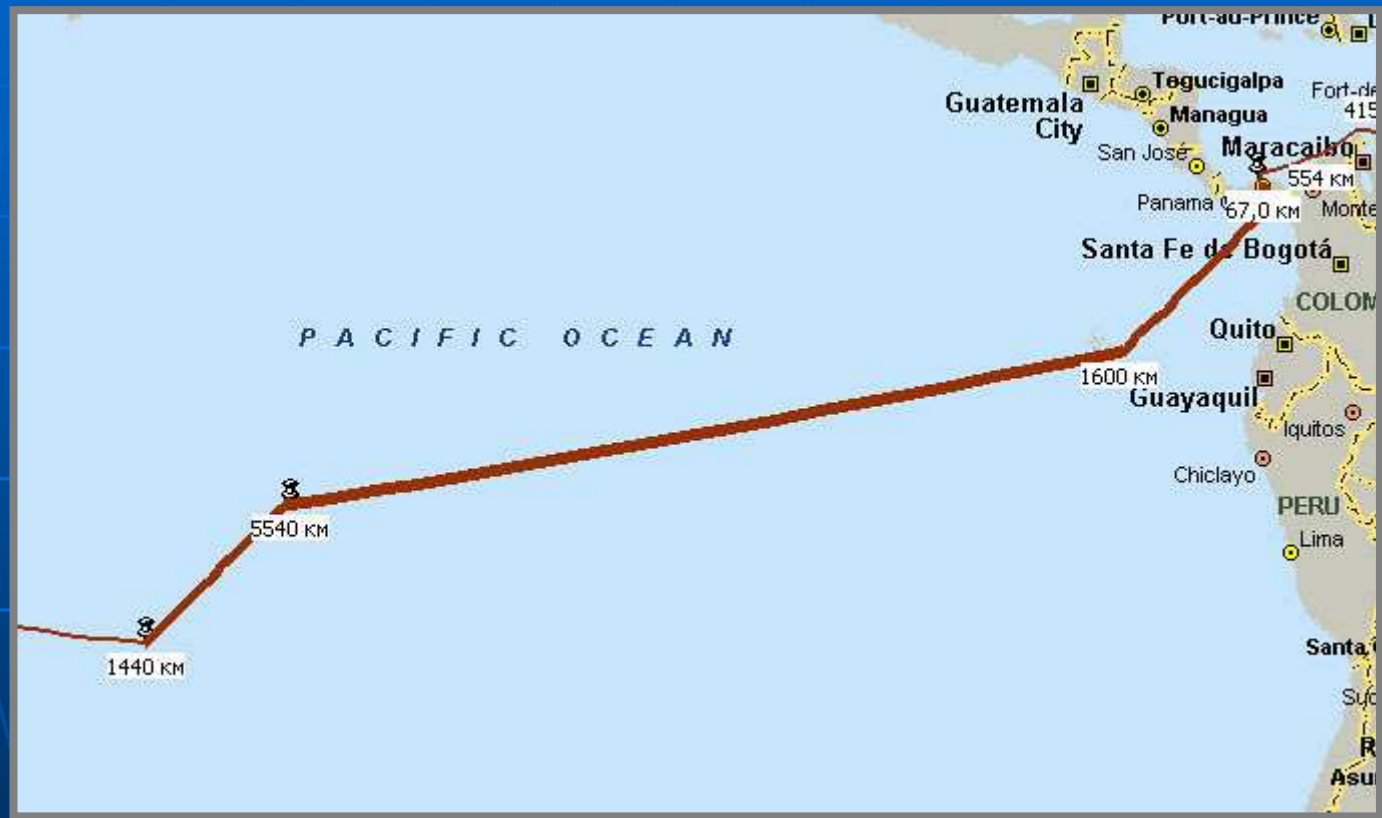 Port-au-Prince
Tegucigalpa
Guatemala
City
Managua
Fort-de
415
San José
Maracaibo
554 км
Panama
67,0 км
Monte
Santa Fe de Bogotá
COLOM
PACIFIC OCEAN
Quito
1600 км
Guayaquil
Iquitos
Chiclayo
PERU
5540 км
Lima
1440 км
Santa
Suc
Asu